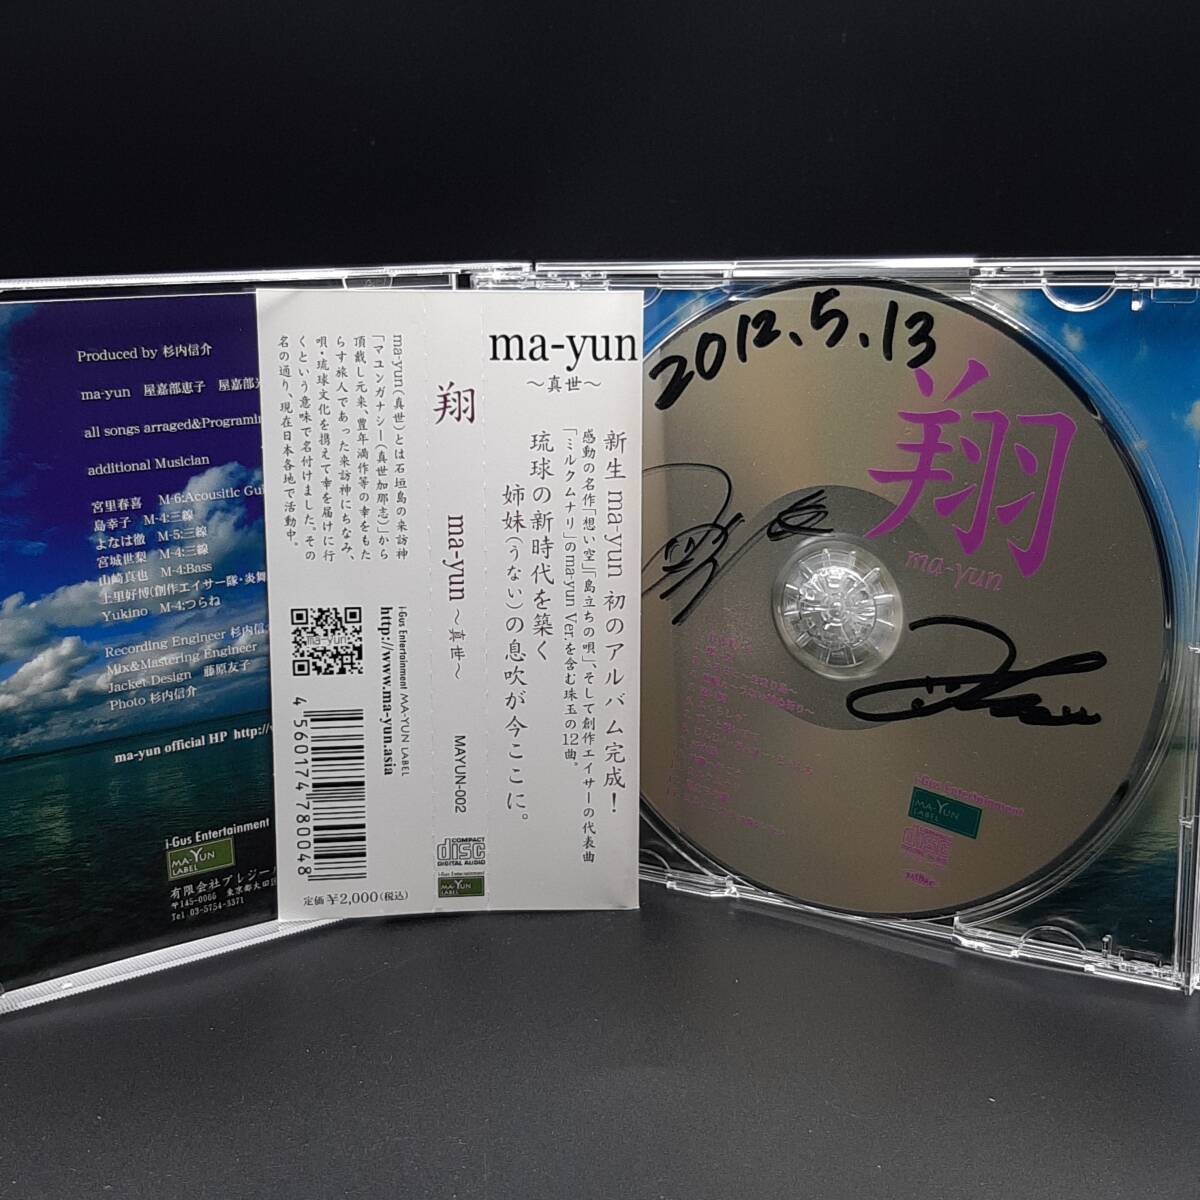 Produced by 杉内信介
ma-yun 屋嘉部恵子 屋嘉部
all songs arraged&Programin
additional Musician
宮里春喜 M-6:Acousitic Gui
島幸子 M-4:三線
よなは徹 M-5:三線
宮城世梨 M-4:三線
山崎真也 M-4:Bass
上里好博(創作エイサー隊・炎舞
Yukino M-4:つらね
Recording Engineer 杉内信
Mix&Mastering Engineer
Jacket Design 藤原友子
Photo 杉内信介
ma-yun official HP http://
i-Gus Entertainment
MA-YUN
LABEL
有限会社プレジール
〒145-0066 東京都大田区
Tel 03-5754-3371
ma-yun(真世)とは石垣島の来訪神
「マユンガナシー(真世加那志)」から
頂戴し元来、豊年満作等の幸をもた
らす旅人であった来訪神にちなみ、
唄・琉球文化を携えて幸を届けに行
くという意味で名付けました。その
名の通り、現在日本各地で活動中。
ma-yun
i-Gus Entertainment MA-YUN LABEL
http://www.ma-yun.asia
4560174780048
定価¥2,000(税込)
翔 ma-yun ~真世~ MAYUN-002
COMPACT
disc
DIGITAL AUDIO
i-Gus Entertainment
MA-YUN
LABEL
ma-yun
~真世~
新生 ma-yun 初のアルバム完成!
感動の名作「想い空」「島立ちの唄」、そして創作エイサーの代表曲
「ミルクムナリ」のma-yun Ver.を含む珠玉の12曲。
琉球の新時代を築く
姉妹(うない)の息吹が今ここに。
2012.5.13
翔
ma-yun
i-Gus Entertainment
MA-YUN
LABEL
COMPACT
disc